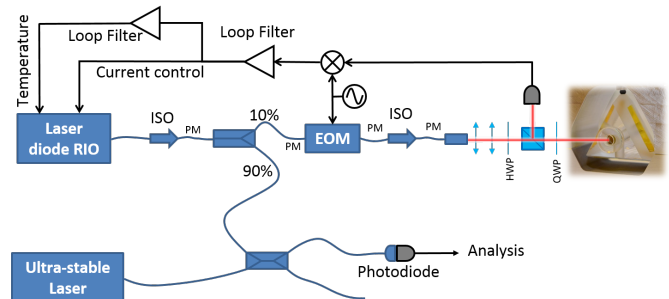 Temperature
Loop Filter
Loop Filter
Current control
Laser
diode RIO
ISO
PM
10%
90%
PM
EOM
PM
ISO
PM
HWP
QWP
Ultra-stable
Laser
Photodiode
Analysis